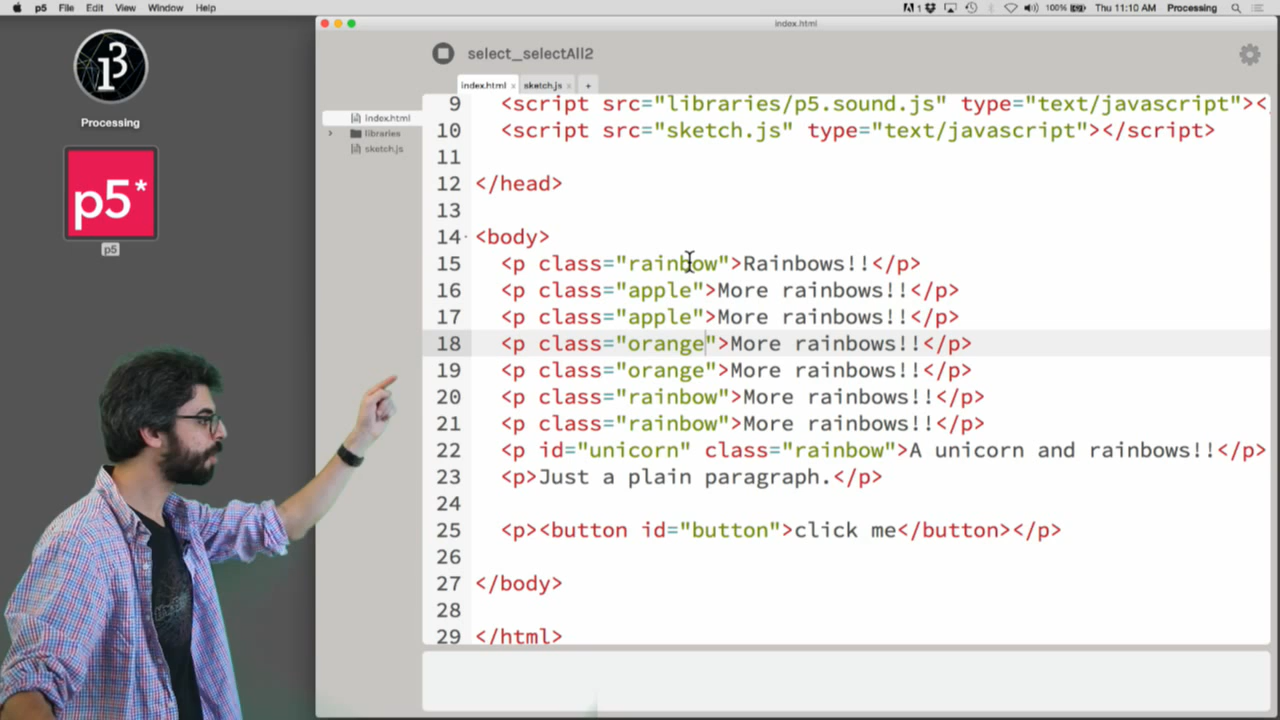 p5 File Edit View Window Help
1 100% Thu 11:10 AM Processing
index.html
Processing
p5*
p5
select_selectAll2
index.html × sketch.js × +
index.html
libraries
sketch.js
9 <script src="libraries/p5.sound.js" type="text/javascript"><
10 <script src="sketch.js" type="text/javascript"></script>
11
12 </head>
13
14 <body>
15 <p class="rainbow">Rainbows!!</p>
16 <p class="apple">More rainbows!!</p>
17 <p class="apple">More rainbows!!</p>
18 <p class="orange">More rainbows!!</p>
19 <p class="orange">More rainbows!!</p>
20 <p class="rainbow">More rainbows!!</p>
21 <p class="rainbow">More rainbows!!</p>
22 <p id="unicorn" class="rainbow">A unicorn and rainbows!!</p>
23 <p>Just a plain paragraph.</p>
24
25 <p><button id="button">click me</button></p>
26
27 </body>
28
29 </html>